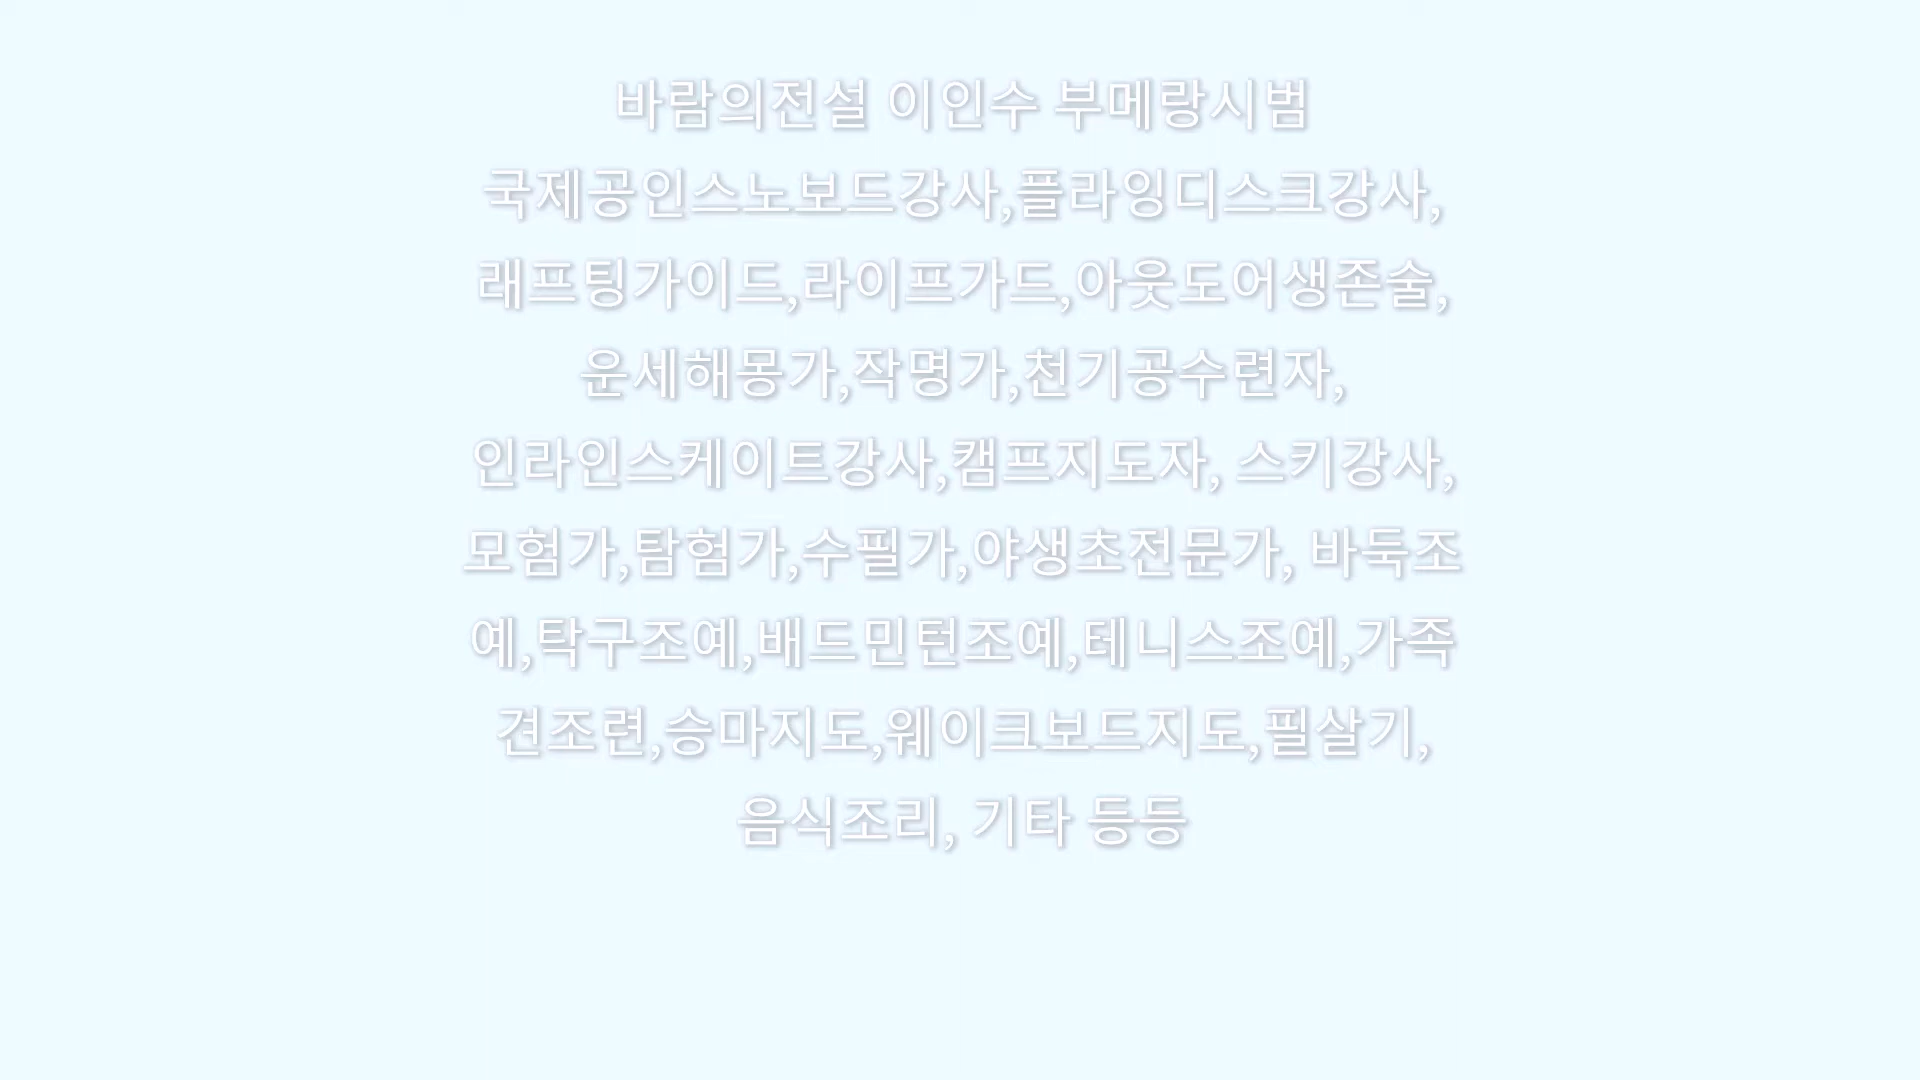 바람의전설 이인수 부메랑시범
국제공인스노보드강사,플라잉디스크강사,
래프팅가이드,라이프가드,아웃도어생존술,
운세해몽가,작명가,천기공수련자,
인라인스케이트강사,캠프지도자, 스키강사,
모험가,탐험가,수필가,야생초전문가, 바둑조
예,탁구조예,배드민턴조예,테니스조예,가족
견조련,승마지도,웨이크보드지도,필살기,
음식조리, 기타 등등